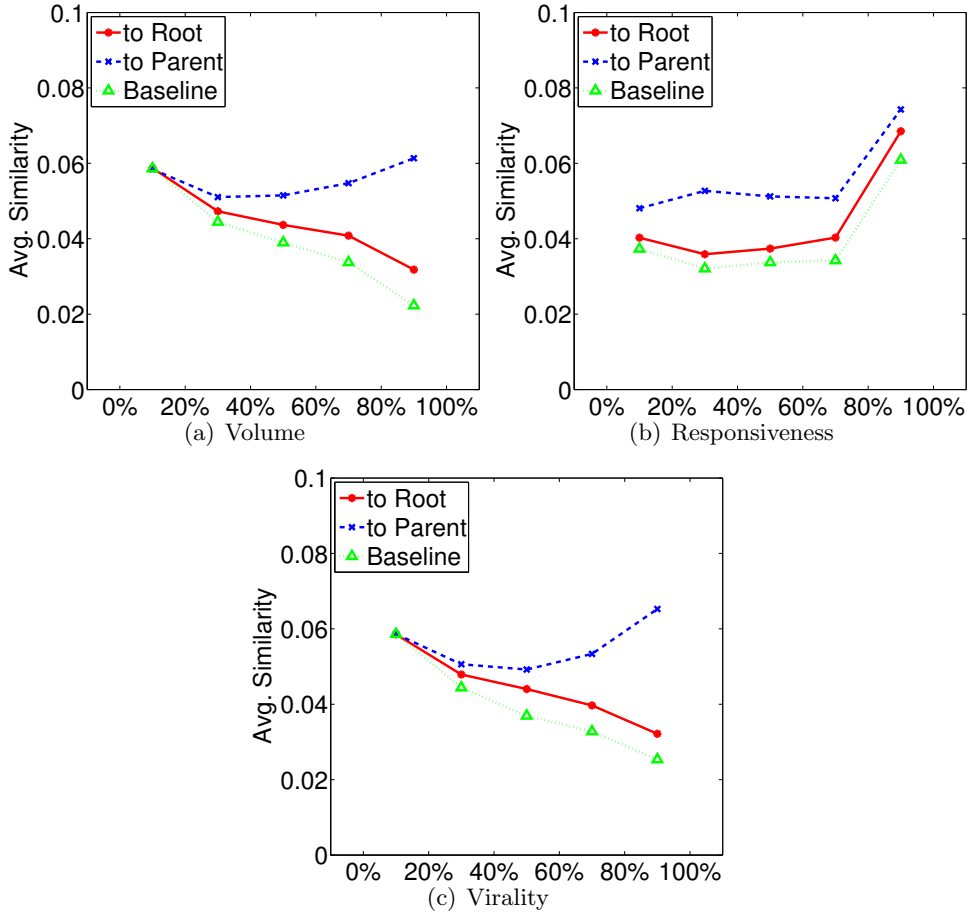 0.1
0.08
0.06
0.04
0.02
0
Avg. Similarity
to Root
to Parent
Baseline
0% 20% 40% 60% 80% 100%
(a) Volume
0.1
0.08
0.06
0.04
0.02
0
Avg. Similarity
to Root
to Parent
Baseline
0% 20% 40% 60% 80% 100%
(b) Responsiveness
0.1
0.08
0.06
0.04
0.02
0
Avg. Similarity
to Root
to Parent
Baseline
0% 20% 40% 60% 80% 100%
(c) Virality